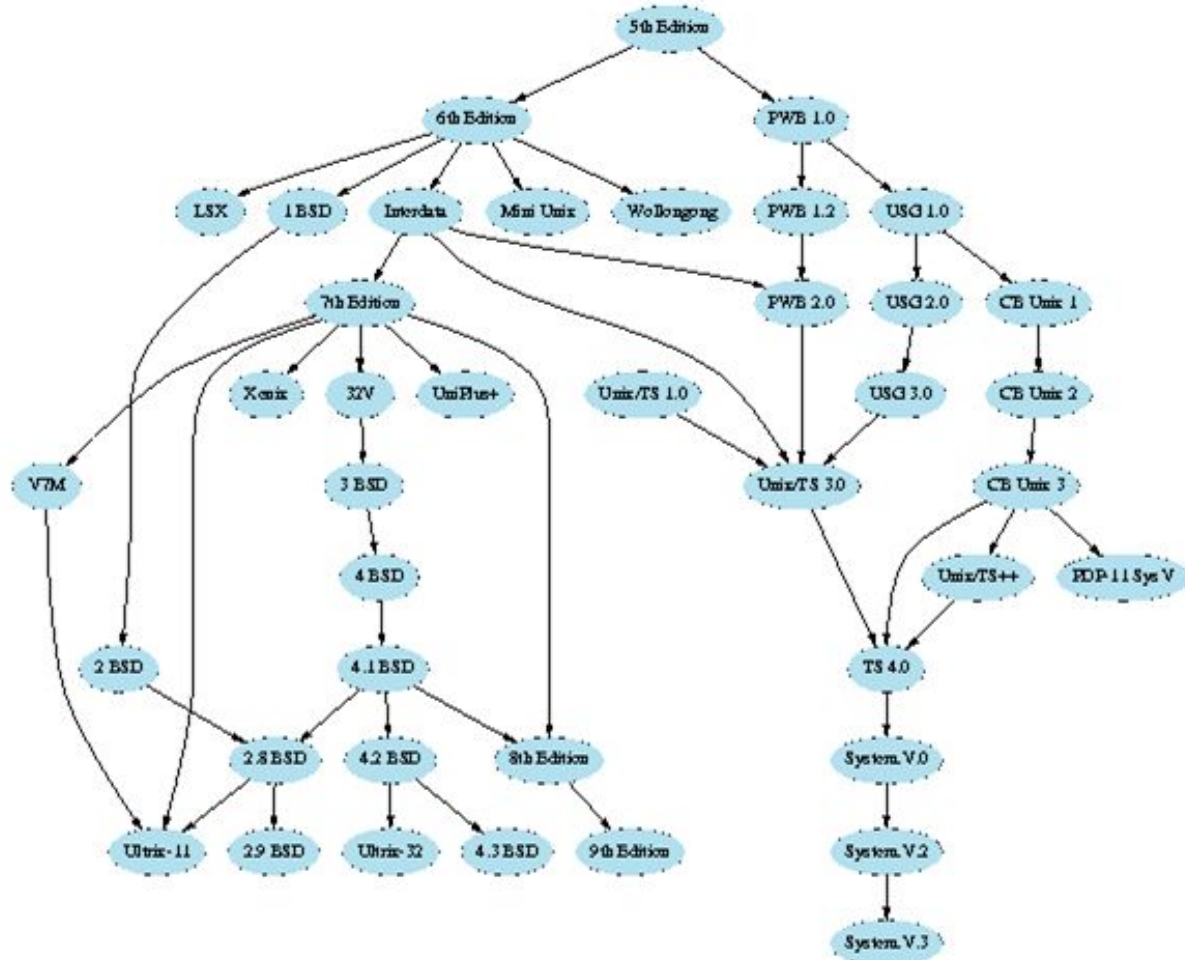 5th Edition
6th Edition
PWB 1.0
LSX
1 BSD
Interdata
Mini Unix
Wollongong
PWB 1.2
USG 1.0
7th Edition
PWB 2.0
USG 2.0
CB Unix 1
Xenix
32V
UniPlus+
Unix/TS 1.0
USG 3.0
CB Unix 2
V7M
3 BSD
Unix/TS 3.0
CB Unix 3
4 BSD
Unix/TS++
PDP-11 Sys V
2 BSD
4.1 BSD
TS 4.0
2.8 BSD
4.2 BSD
8th Edition
System V.0
Ultrix-11
2.9 BSD
Ultrix-32
4.3 BSD
9th Edition
System V.2
System V.3